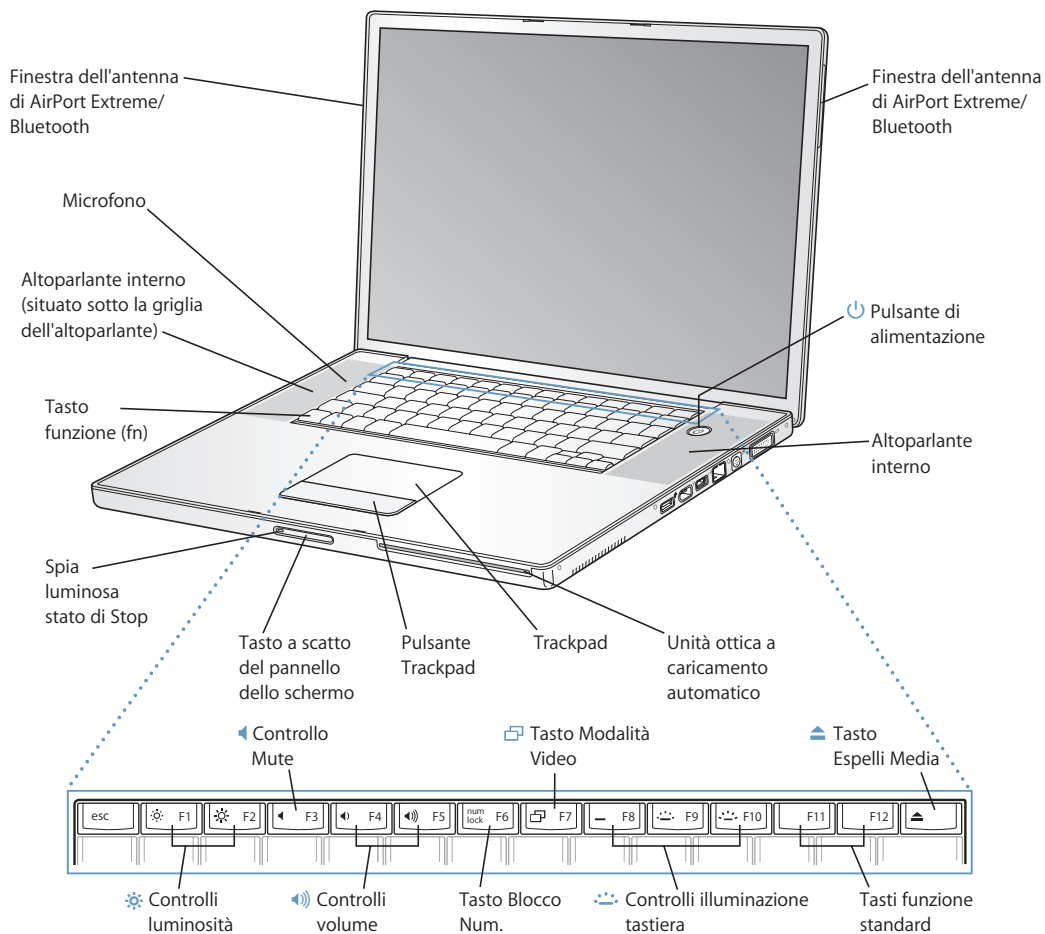 Finestra dell'antenna
di AirPort Extreme/
Bluetooth
Finestra dell'antenna
di AirPort Extreme/
Bluetooth
Microfono
Altoparlante interno
(situato sotto la griglia
dell'altoparlante)
Pulsante di
alimentazione
Tasto
funzione (fn)
Altoparlante
interno
Spia
luminosa
stato di Stop
Tasto a scatto
del pannello
dello schermo
Pulsante
Trackpad
Trackpad
Unità ottica a
caricamento
automatico
Controllo
Mute
Tasto Modalità
Video
Tasto
Espelli Media
esc F1 F2 F3 F4 F5 num lock F6 F7 F8 F9 F10 F11 F12
Controlli
luminosità
Controlli
volume
Tasto Blocco
Num.
Controlli illuminazione
tastiera
Tasti funzione
standard